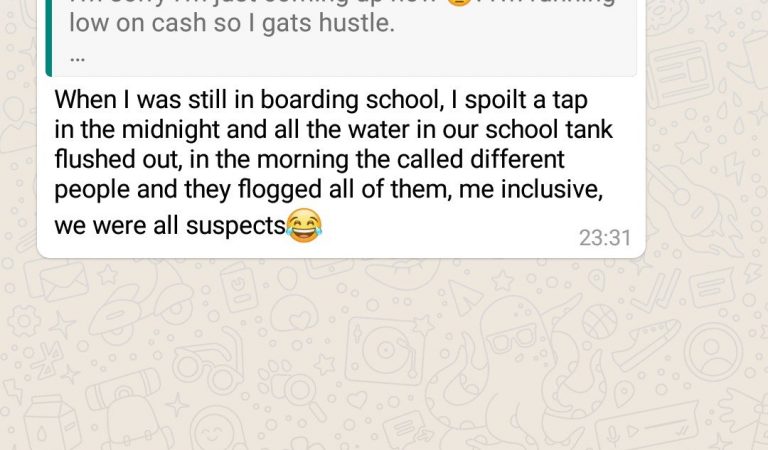 low on cash so I gats hustle.
...
When I was still in boarding school, I spoilt a tap
in the midnight and all the water in our school tank
flushed out, in the morning the called different
people and they flogged all of them, me inclusive,
we were all suspects😂
23:31